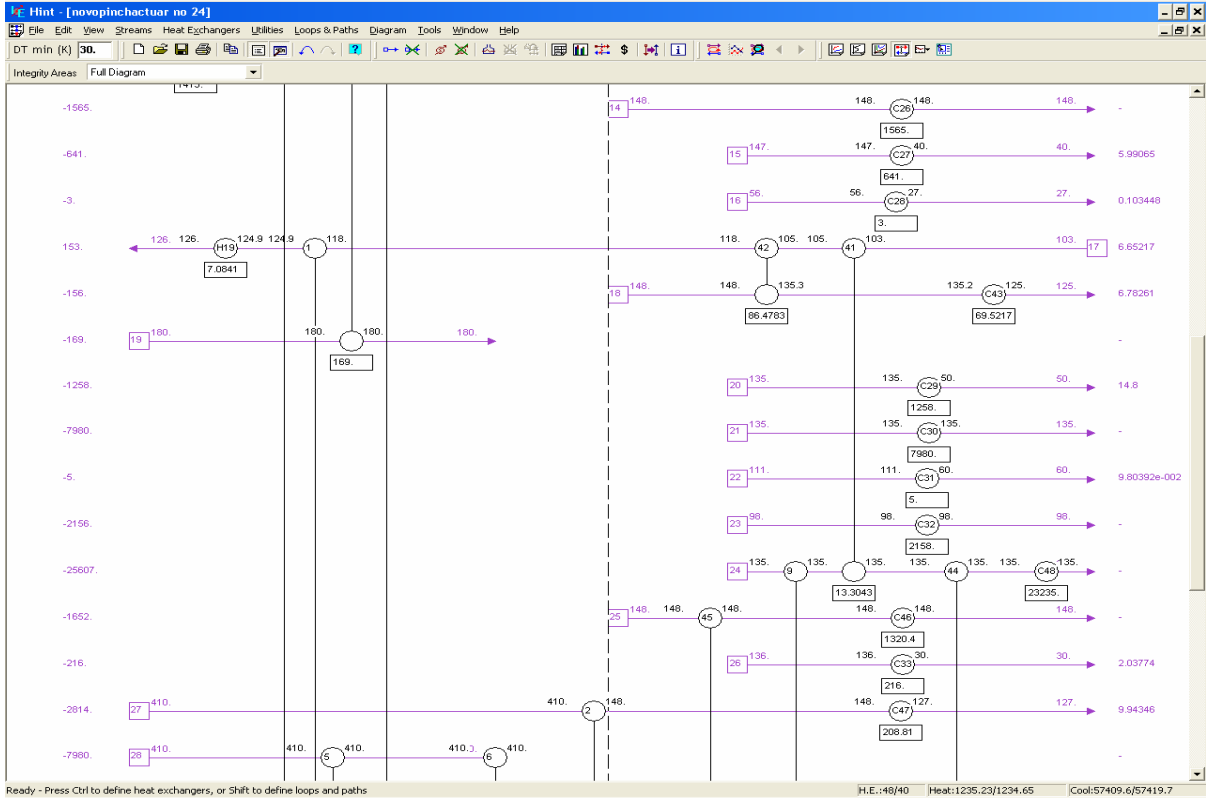 Hint - [novopinchactuar no 24]
File Edit View Streams Heat Exchangers Utilities Loops & Paths Diagram Tools Window Help
DT min (K) 30.
Integrity Areas Full Diagram
1413.
-1565. 14 148. 148. C26 148. 148. -
1565.
-641. 15 147. 147. C27 40. 40. 5.99065
641.
-3. 16 56. 56. C28 27. 27. 0.103448
3.
153. 126. 126. H19 124.9 124.9 1 118. 118. 42 105. 105. 41 103. 103. 17 6.65217
7.0841
-156. 18 148. 148. 135.3 135.2 C43 125. 125. 6.78261
86.4783 69.5217
-169. 19 180. 180. 180. 180. -
169.
-1258. 20 135. 135. C29 50. 50. 14.8
1258.
-7980. 21 135. 135. C30 135. 135. -
7980.
-5. 22 111. 111. C31 60. 60. 9.80392e-002
5.
-2156. 23 98. 98. C32 98. 98. -
2158.
-25607. 24 135. 135. 9 135. 135. 135. 135. 44 135. 135. C48 135. -
13.3043 23235.
-1652. 25 148. 148. 45 148. 148. C46 148. 148. -
1320.4
-216. 26 136. 136. C33 30. 30. 2.03774
216.
-2814. 27 410. 410. 2 148. 148. C47 127. 127. 9.94346
208.81
-7980. 28 410. 410. 5 410. 410. 6 410. -
Ready - Press Ctrl to define heat exchangers, or Shift to define loops and paths H.E.:48/40 Heat:1235.23/1234.65 Cool:57409.6/57419.7